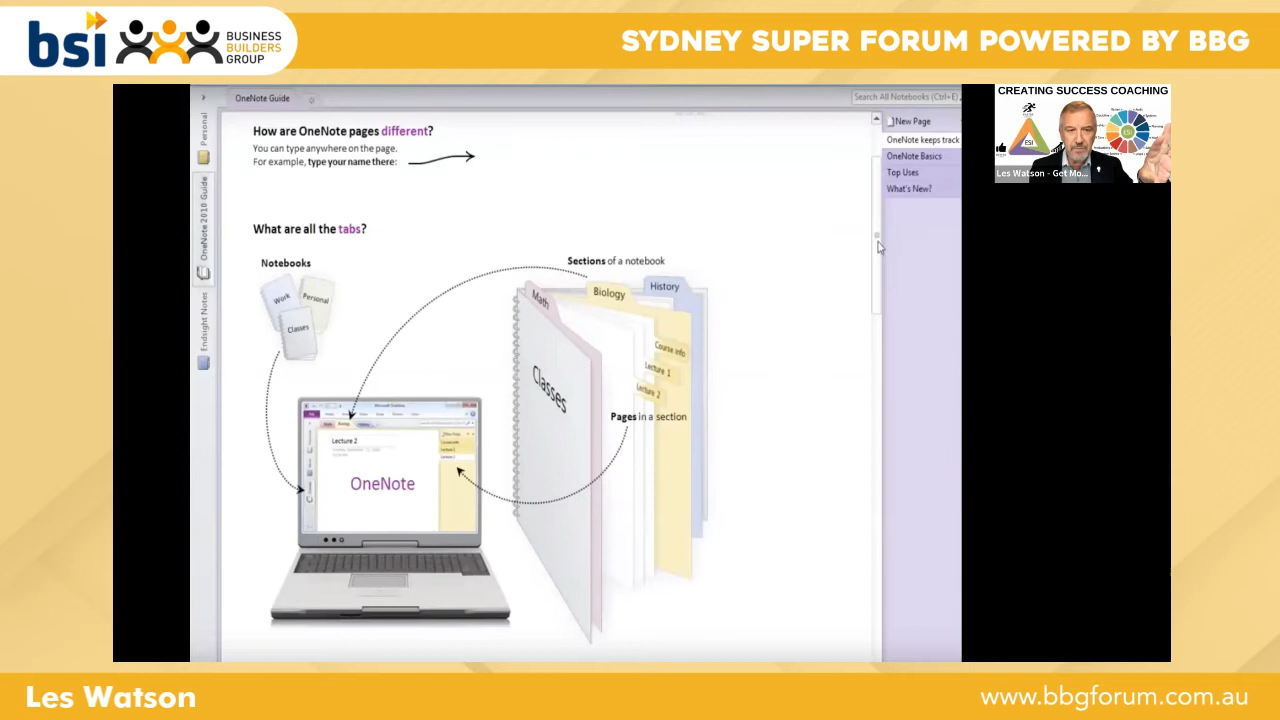 bsi
BUSINESS
BUILDERS
GROUP
SYDNEY SUPER FORUM POWERED BY BBG
OneNote Guide
Search All Notebooks (Ctrl+E)
Personal
OneNote 2010 Guide
Endsight Notes
How are OneNote pages different?
You can type anywhere on the page.
For example, type your name there:
What are all the tabs?
Notebooks
Work
Personal
Classes
Sections of a notebook
Math
Biology
History
Classes
Course info
Lecture 1
Lecture 2
Pages in a section
Lecture 2
OneNote
New Page
OneNote keeps track
OneNote Basics
Top Uses
What's New?
CREATING SUCCESS COACHING
ESI
ESI
Les Watson - Get Mo...
Les Watson
www.bbgforum.com.au